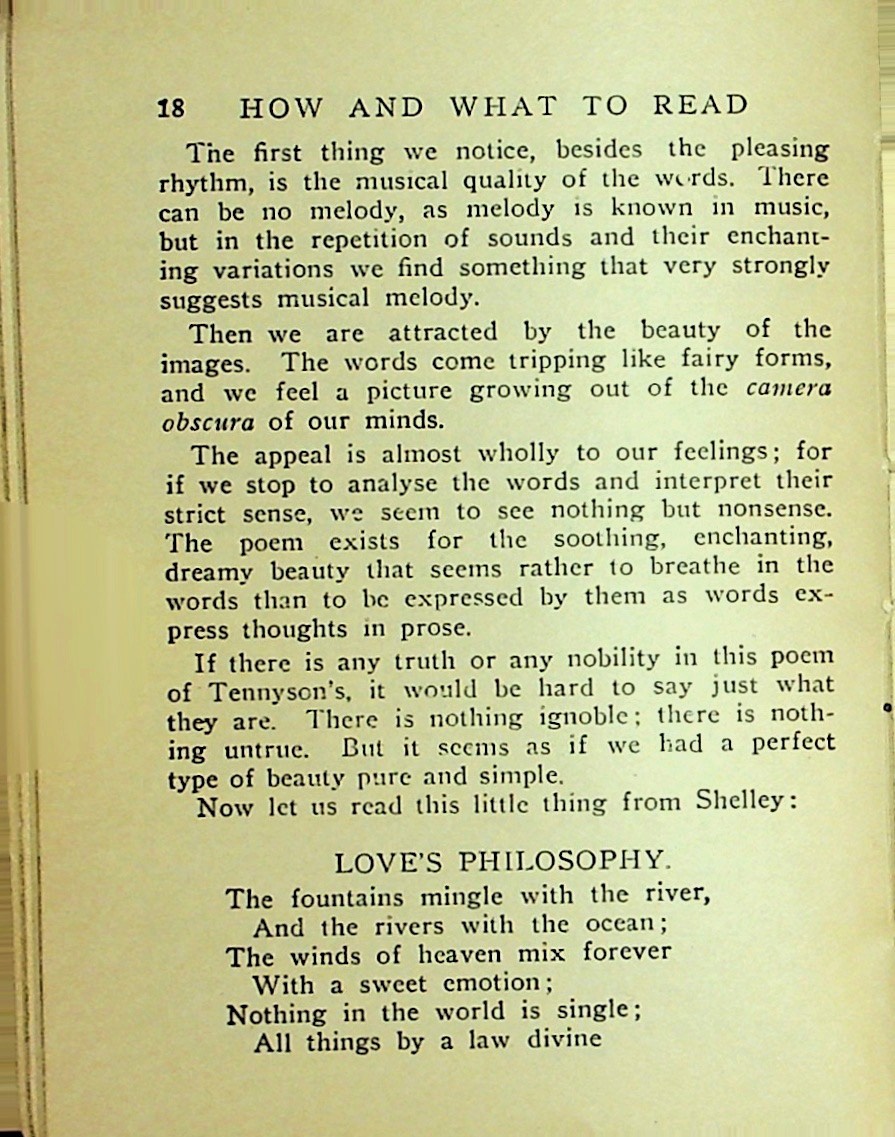 18 HOW AND WHAT TO READ
The first thing we notice, besides the pleasing
rhythm, is the musical quality of the words. There
can be no melody, as melody is known in music,
but in the repetition of sounds and their enchant-
ing variations we find something that very strongly
suggests musical melody.
Then we are attracted by the beauty of the
images. The words come tripping like fairy forms,
and we feel a picture growing out of the camera
obscura of our minds.
The appeal is almost wholly to our feelings; for
if we stop to analyse the words and interpret their
strict sense, we seem to see nothing but nonsense.
The poem exists for the soothing, enchanting,
dreamy beauty that seems rather to breathe in the
words than to be expressed by them as words ex-
press thoughts in prose.
If there is any truth or any nobility in this poem
of Tennyson's, it would be hard to say just what
they are. There is nothing ignoble; there is noth-
ing untrue. But it seems as if we had a perfect
type of beauty pure and simple.
Now let us read this little thing from Shelley:
LOVE'S PHILOSOPHY.
The fountains mingle with the river,
And the rivers with the ocean;
The winds of heaven mix forever
With a sweet emotion;
Nothing in the world is single;
All things by a law divine